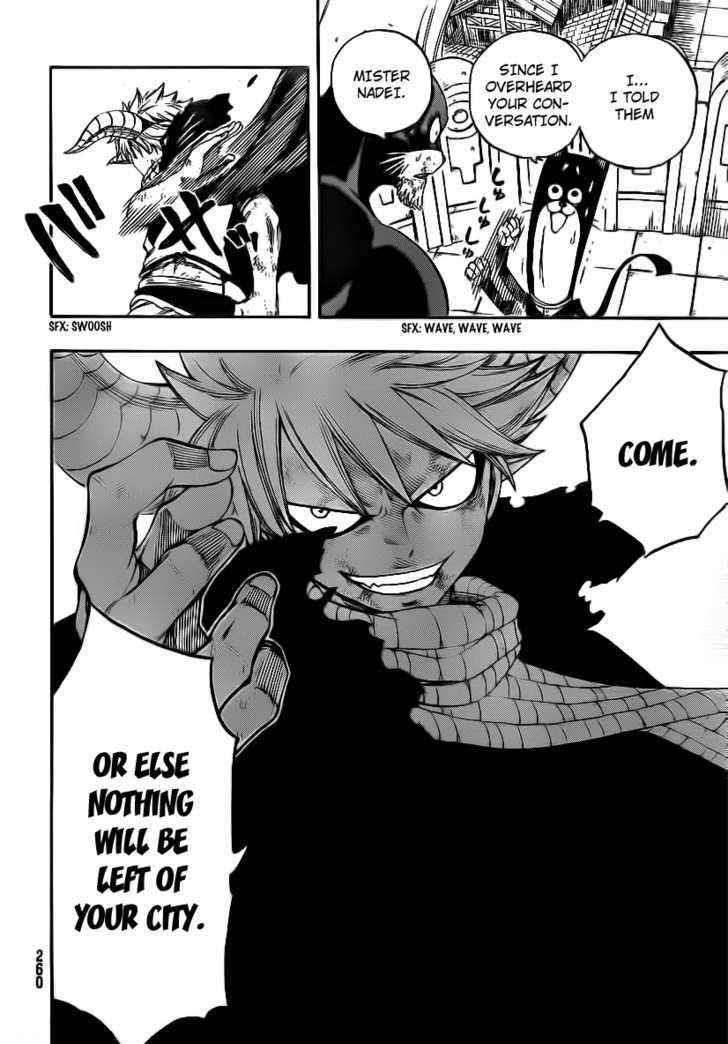 I...
I TOLD
THEM
SINCE I
OVERHEARD
YOUR CON-
VERSATION.
MISTER
NADEI.
SFX: WAVE, WAVE, WAVE
SFX: SWOOSH
COME.
OR ELSE
NOTHING
WILL BE
LEFT OF
YOUR CITY.
260